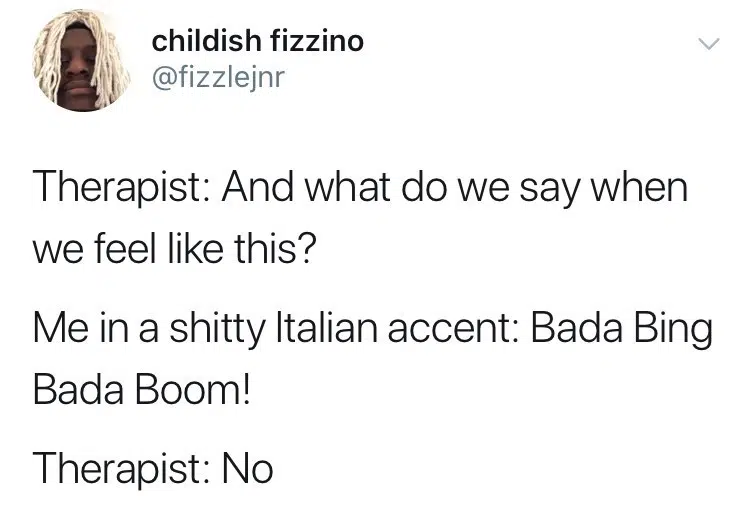 childish fizzino
@fizzlejnr
Therapist: And what do we say when
we feel like this?
Me in a shitty Italian accent: Bada Bing
Bada Boom!
Therapist: No